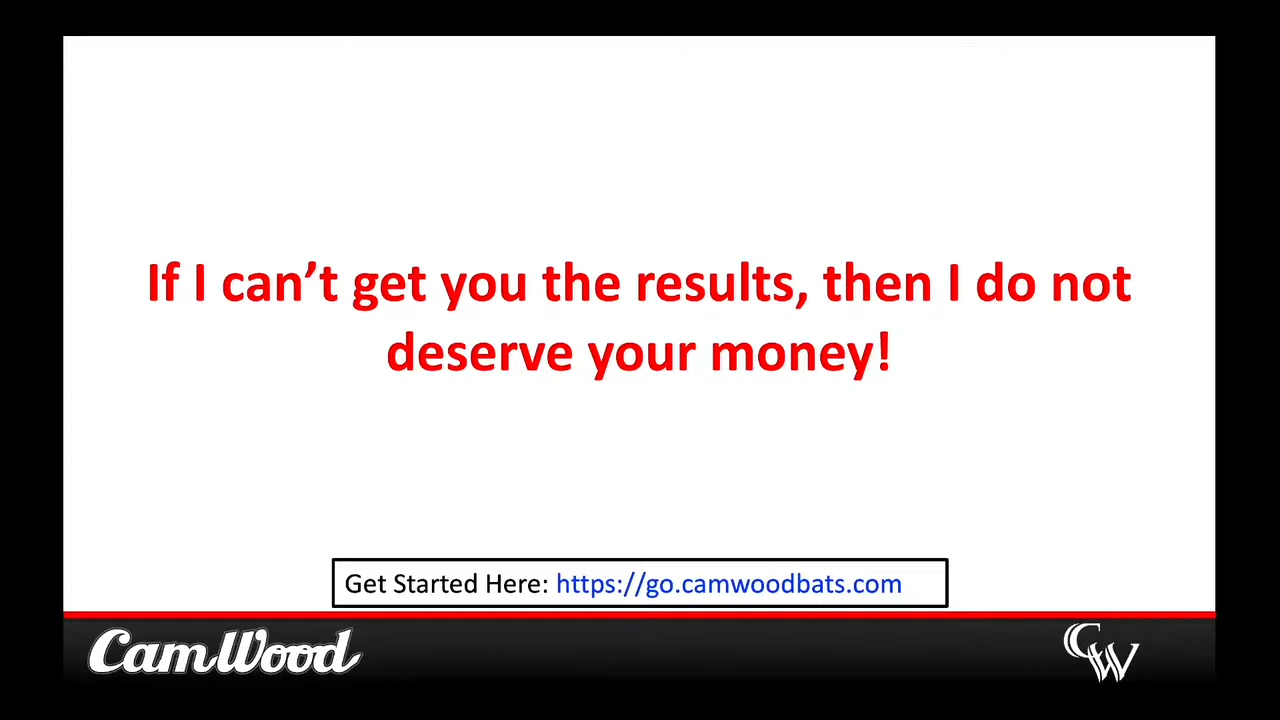 If I can’t get you the results, then I do not
deserve your money!
Get Started Here: https://go.camwoodbats.com
CamWood
CW